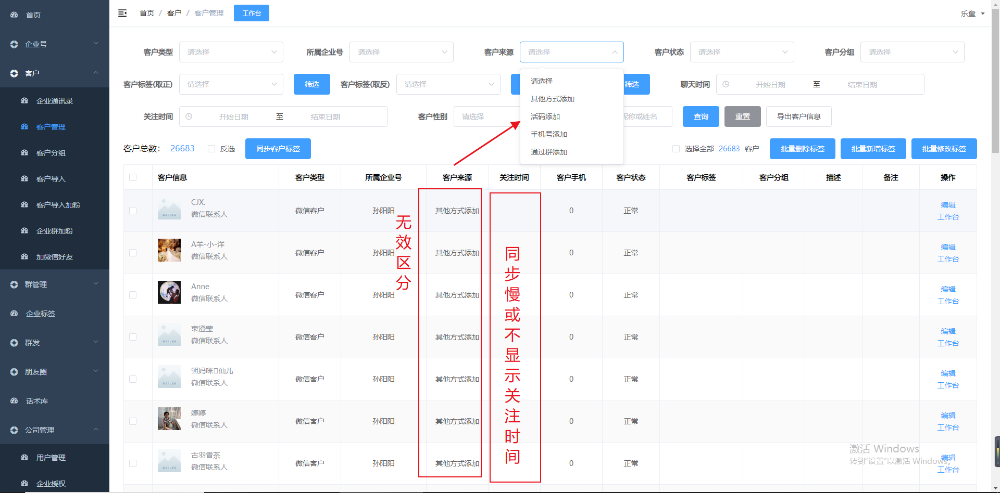 首页
企业号
客户
企业通讯录
客户管理
客户分组
客户导入
客户导入加粉
企业群加粉
加微信好友
群管理
企业标签
群发
朋友圈
话术库
公司管理
用户管理
企业授权
首页 / 客户 / 客户管理 工作台
乐童
客户类型 请选择 所属企业号 请选择 客户来源 请选择 客户状态 请选择 客户分组 请选择
客户标签(取正) 请选择 筛选 客户标签(取反) 请选择 筛选 聊天时间 开始日期 至 结束日期
关注时间 开始日期 至 结束日期 客户性别 请选择 昵称或姓名 查询 重置 导出客户信息
请选择
其他方式添加
活码添加
手机号添加
通过群添加
客户总数: 26683 反选 同步客户标签 选择全部 26683 客户 批量删除标签 批量新增标签 批量修改标签
客户信息 客户类型 所属企业号 客户来源 关注时间 客户手机 客户状态 客户标签 客户分组 描述 备注 操作
CJX.
微信联系人 微信客户 孙阳阳 其他方式添加 0 正常 编辑
工作台
A羊-小-洋
微信联系人 微信客户 孙阳阳 其他方式添加 0 正常 编辑
工作台
Anne
微信联系人 微信客户 孙阳阳 其他方式添加 0 正常 编辑
工作台
束澄莹
微信联系人 微信客户 孙阳阳 其他方式添加 0 正常 编辑
工作台
微信联系人 微信客户 孙阳阳 其他方式添加 0 正常 编辑
工作台
婷婷
微信联系人 微信客户 孙阳阳 其他方式添加 0 正常 编辑
工作台
古羽香茶
微信联系人 微信客户 孙阳阳 其他方式添加 0 正常 编辑
工作台
无效区分
同步慢或不显示关注时间
激活 Windows
转到"设置"以激活 Windows。